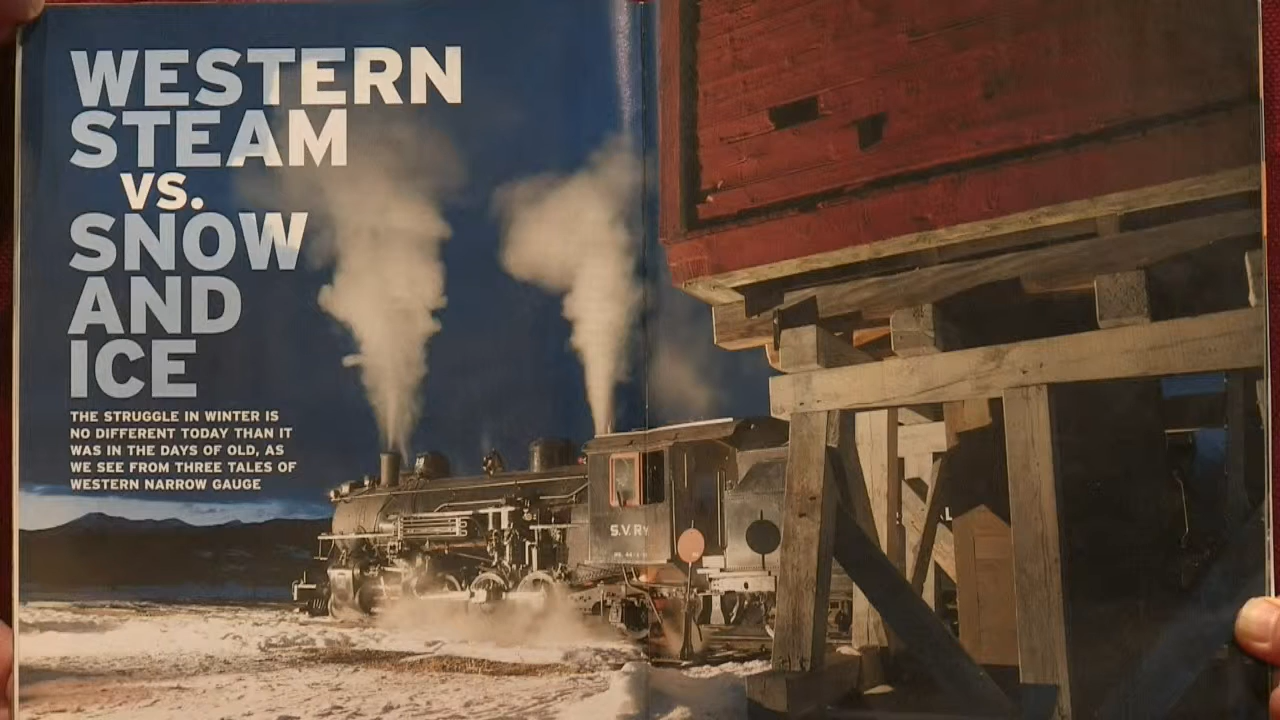 WESTERN
STEAM
VS.
SNOW
AND
ICE
THE STRUGGLE IN WINTER IS
NO DIFFERENT TODAY THAN IT
WAS IN THE DAYS OF OLD, AS
WE SEE FROM THREE TALES OF
WESTERN NARROW GAUGE
S.V.RY